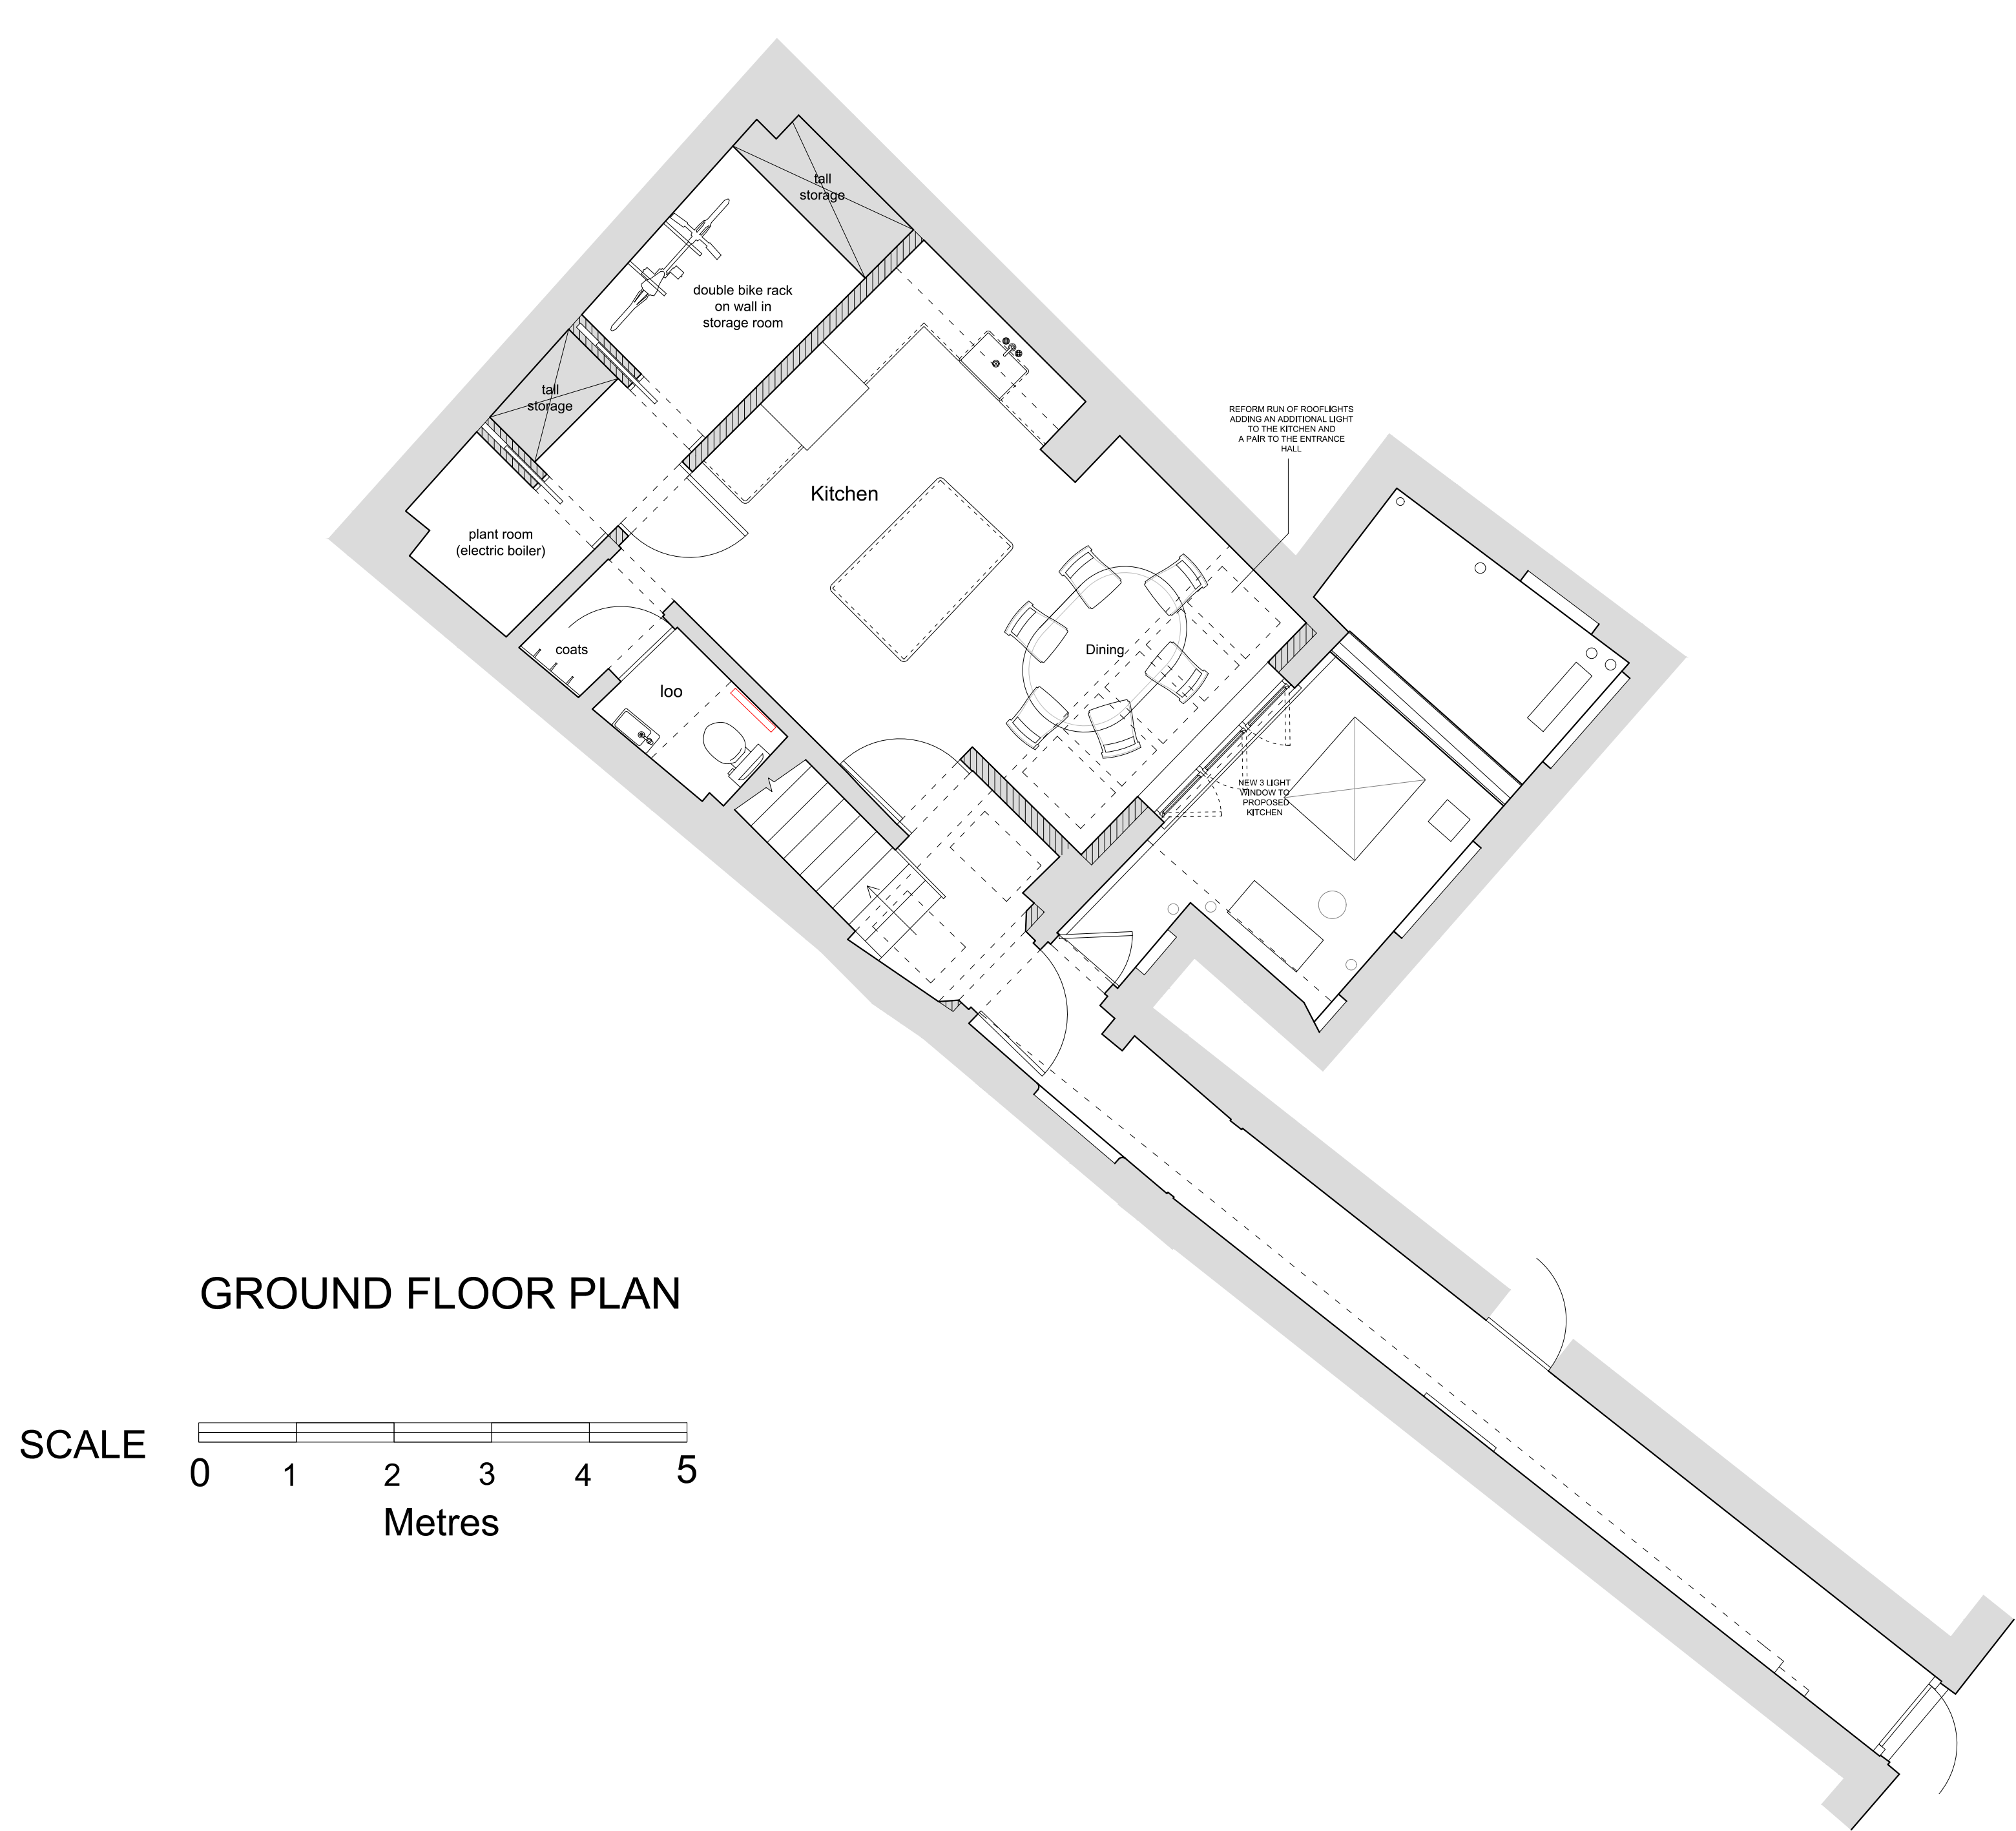 tall
storage
double bike rack
on wall in
storage room
tall
storage
REFORM RUN OF ROOFLIGHTS
ADDING AN ADDITIONAL LIGHT
TO THE KITCHEN AND
A PAIR TO THE ENTRANCE
HALL
Kitchen
plant room
(electric boiler)
coats
Dining
loo
NEW 3 LIGHT
WINDOW TO
PROPOSED
KITCHEN
GROUND FLOOR PLAN
SCALE
0 1 2 3 4 5
Metres